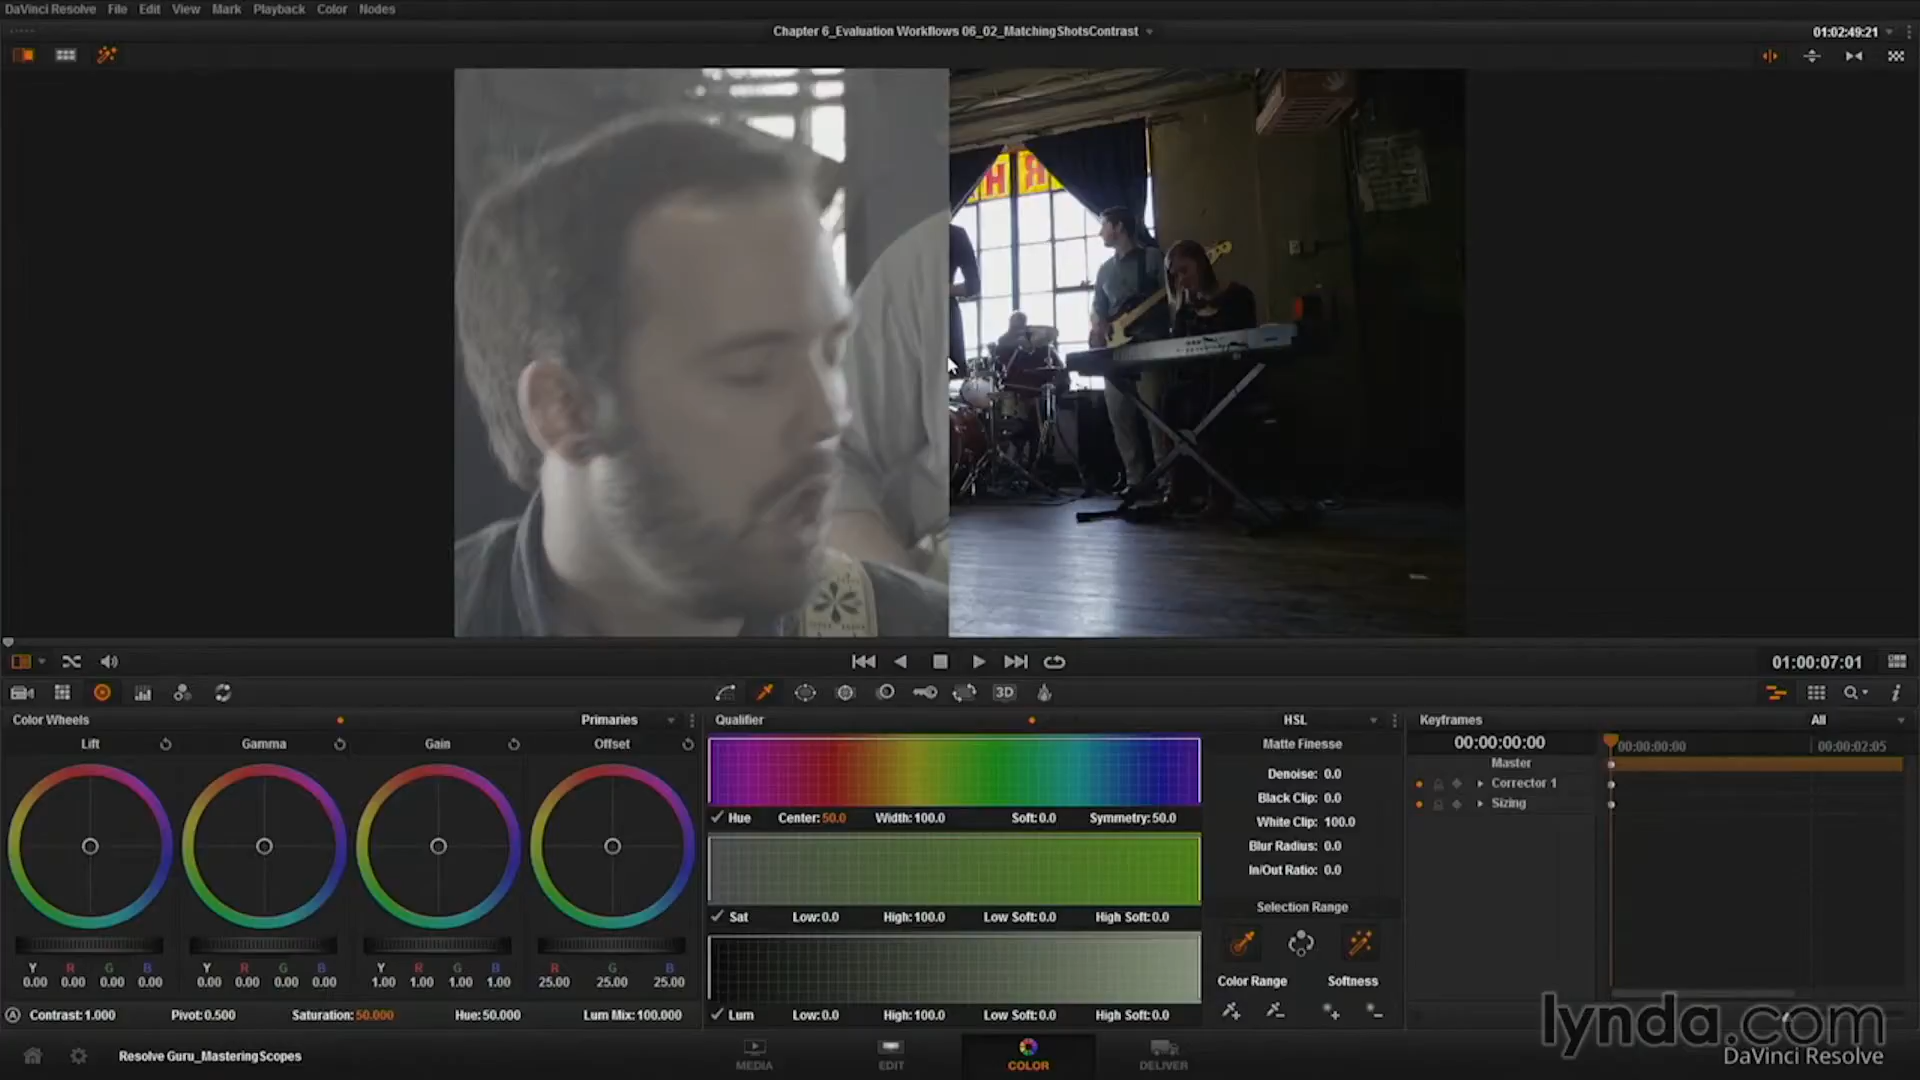 DaVinci Resolve File Edit View Mark Playback Color Nodes
Chapter 6_Evaluation Workflows 06_02_MatchingShotsContrast
01:02:49:21
01:00:07:01
3D
Color Wheels Primaries
Lift Gamma Gain Offset
Y R G B Y R G B Y R G B R G B
0.00 0.00 0.00 0.00 0.00 0.00 0.00 0.00 1.00 1.00 1.00 1.00 25.00 25.00 25.00
A Contrast:1.000 Pivot:0.500 Saturation:50.000 Hue:50.000 Lum Mix:100.000
Qualifier HSL
Hue Center:50.0 Width:100.0 Soft:0.0 Symmetry:50.0
Sat Low:0.0 High:100.0 Low Soft:0.0 High Soft:0.0
Lum Low:0.0 High:100.0 Low Soft:0.0 High Soft:0.0
Matte Finesse
Denoise: 0.0
Black Clip: 0.0
White Clip: 100.0
Blur Radius: 0.0
In/Out Ratio: 0.0
Selection Range
Color Range Softness
Keyframes All
00:00:00:00 00:00:00:00 00:00:02:05
Master
Corrector 1
Sizing
Resolve Guru_MasteringScopes
MEDIA EDIT COLOR DELIVER
lynda.com
DaVinci Resolve